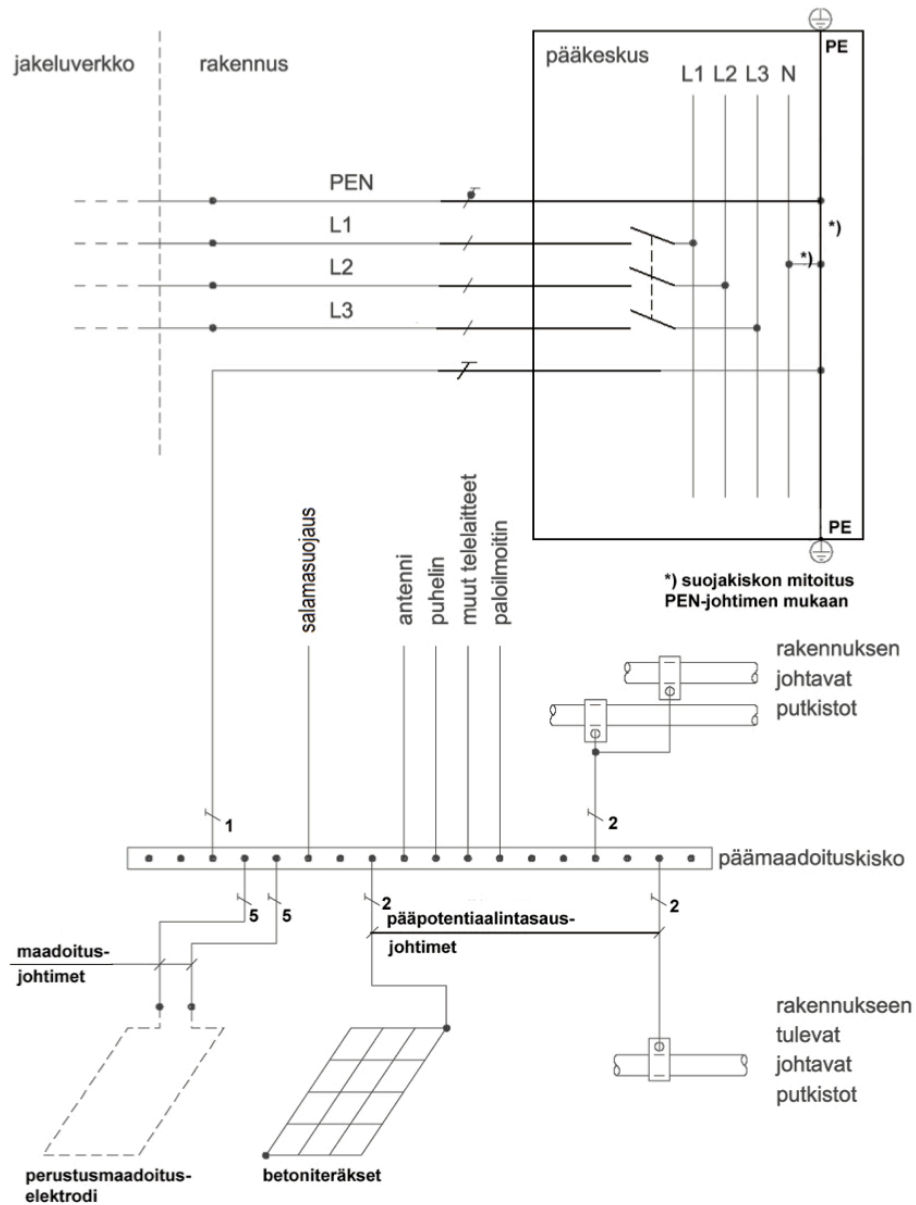 jakeluverkko
rakennus
pääkeskus
PE
L1 L2 L3 N
PEN
L1
*)
*)
L2
L3
PE
*) suojakiskon mitoitus
PEN-johtimen mukaan
salamasuojaus
antenni
puhelin
muut telelaitteet
paloilmoitin
rakennuksen
johtavat
putkistot
1
2
päämaadoituskisko
5
5
2
2
pääpotentiaalintasaus-
johtimet
maadoitus-
johtimet
rakennukseen
tulevat
johtavat
putkistot
perustusmaadoitus-
elektrodi
betoniteräkset